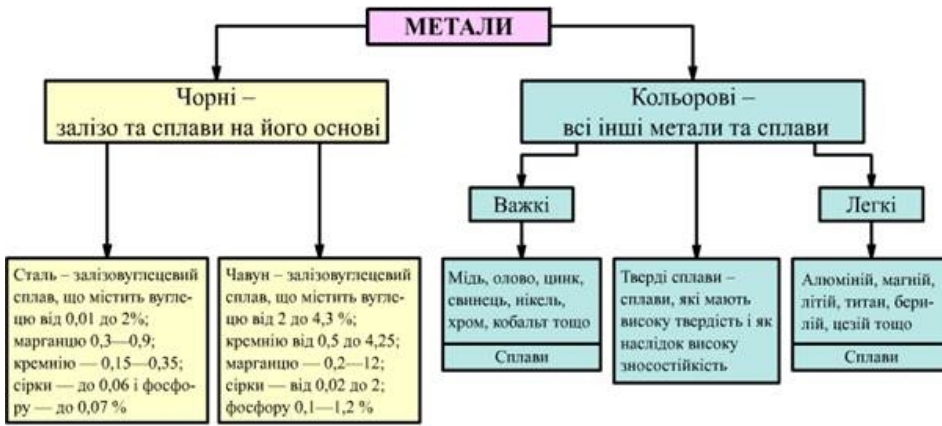 МЕТАЛИ
Чорні –
залізо та сплави на його основі
Кольорові –
всі інші метали та сплави
Важкі
Легкі
Сталь – залізовуглецевий
сплав, що містить вугле-
цю від 0,01 до 2%;
марганцю 0,3—0,9;
кремнію — 0,15—0,35;
сірки — до 0,06 і фосфо-
ру — до 0,07 %
Чавун – залізовуглецевий
сплав, що містить вугле-
цю від 2 до 4,3 %;
кремнію від 0,5 до 4,25;
марганцю — 0,2—12;
сірки — від 0,02 до 2;
фосфору 0,1—1,2 %
Мідь, олово, цинк,
свинець, нікель,
хром, кобальт тощо
Сплави
Тверді сплави –
сплави, які мають
високу твердість і як
наслідок високу
зносостійкість
Алюміній, магній,
літій, титан, бери-
лій, цезій тощо
Сплави